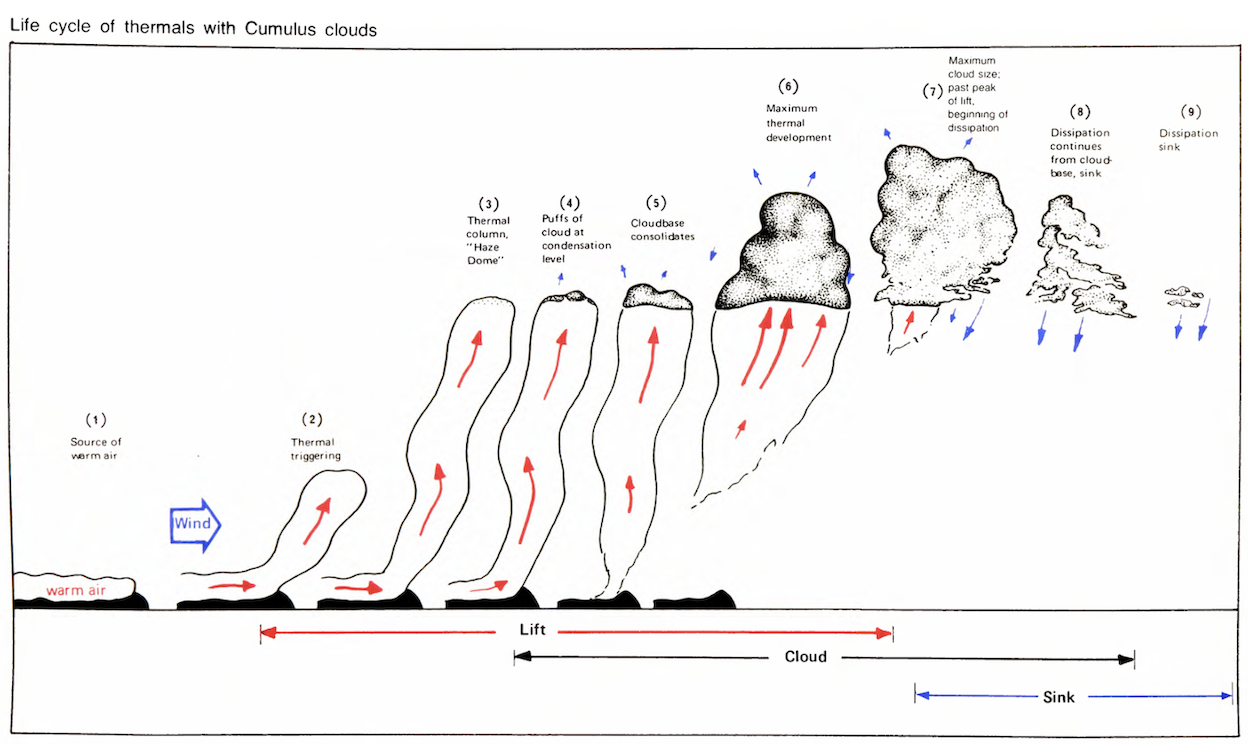 Life cycle of thermals with Cumulus clouds
(1)
Source of
warm air
(2)
Thermal
triggering
(3)
Thermal
column,
"Haze
Dome"
(4)
Puffs of
cloud at
condensation
level
(5)
Cloudbase
consolidates
(6)
Maximum
thermal
development
(7)
Maximum
cloud size;
past peak
of lift,
beginning of
dissipation
(8)
Dissipation
continues
from cloud-
base, sink
(9)
Dissipation
sink
Wind
warm air
Lift
Cloud
Sink